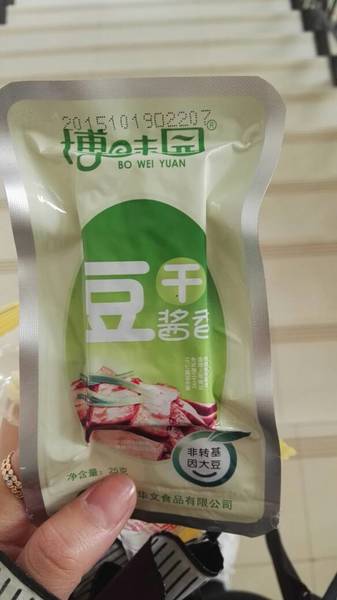 20151019D2207
博味园®
BO WEI YUAN
豆干
酱香
非转基
因大豆
净含量：25克
华文食品有限公司